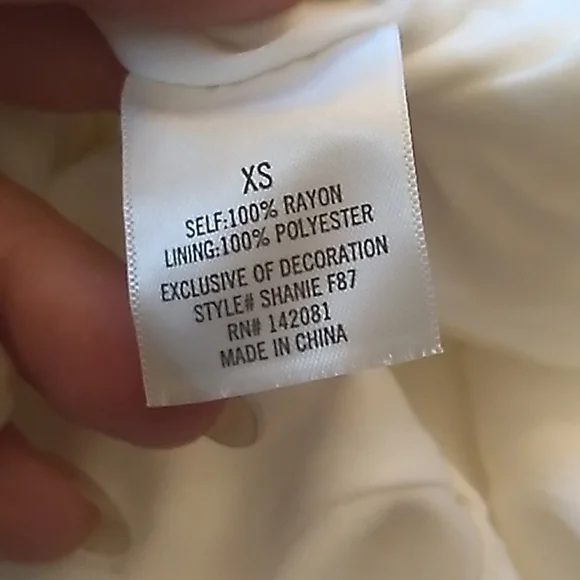 XS
SELF:100% RAYON
LINING:100% POLYESTER
EXCLUSIVE OF DECORATION
STYLE# SHANIE F87
RN# 142081
MADE IN CHINA